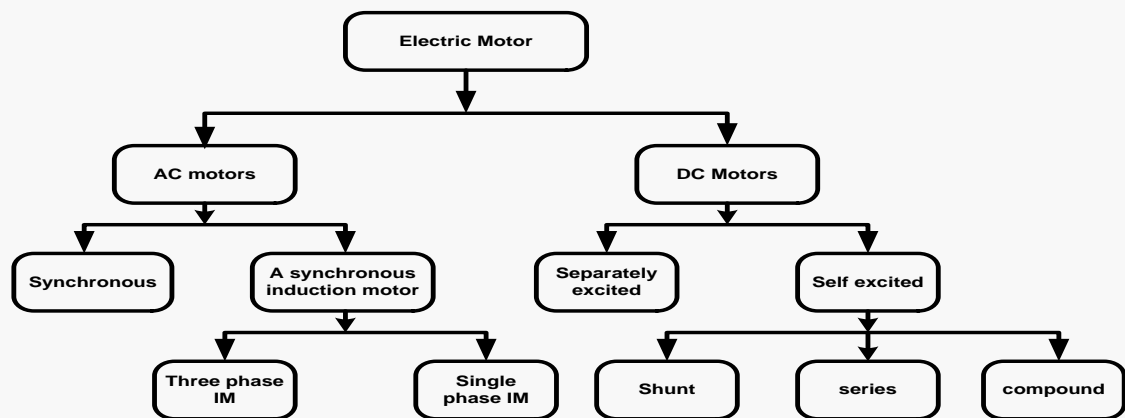 Electric Motor
AC motors
DC Motors
Synchronous
A synchronous
induction motor
Separately
excited
Self excited
Three phase
IM
Single
phase IM
Shunt
series
compound